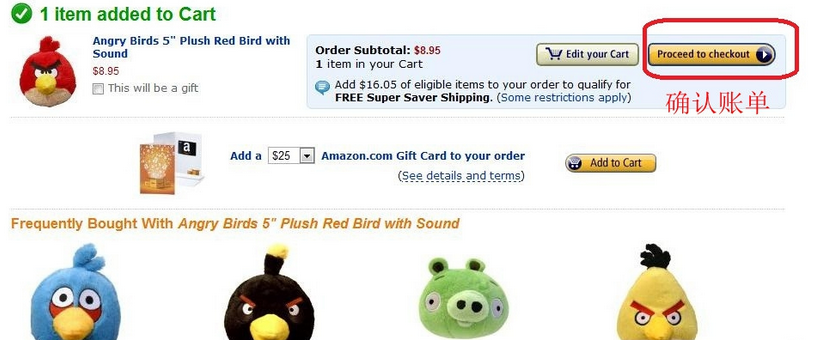 1 item added to Cart
Angry Birds 5" Plush Red Bird with
Sound
$8.95
This will be a gift
Order Subtotal: $8.95
1 item in your Cart
Edit your Cart
Proceed to checkout
Add $16.05 of eligible items to your order to qualify for
FREE Super Saver Shipping. (Some restrictions apply)
确认账单
a
Add a $25 Amazon.com Gift Card to your order
(See details and terms)
Add to Cart
Frequently Bought With Angry Birds 5" Plush Red Bird with Sound